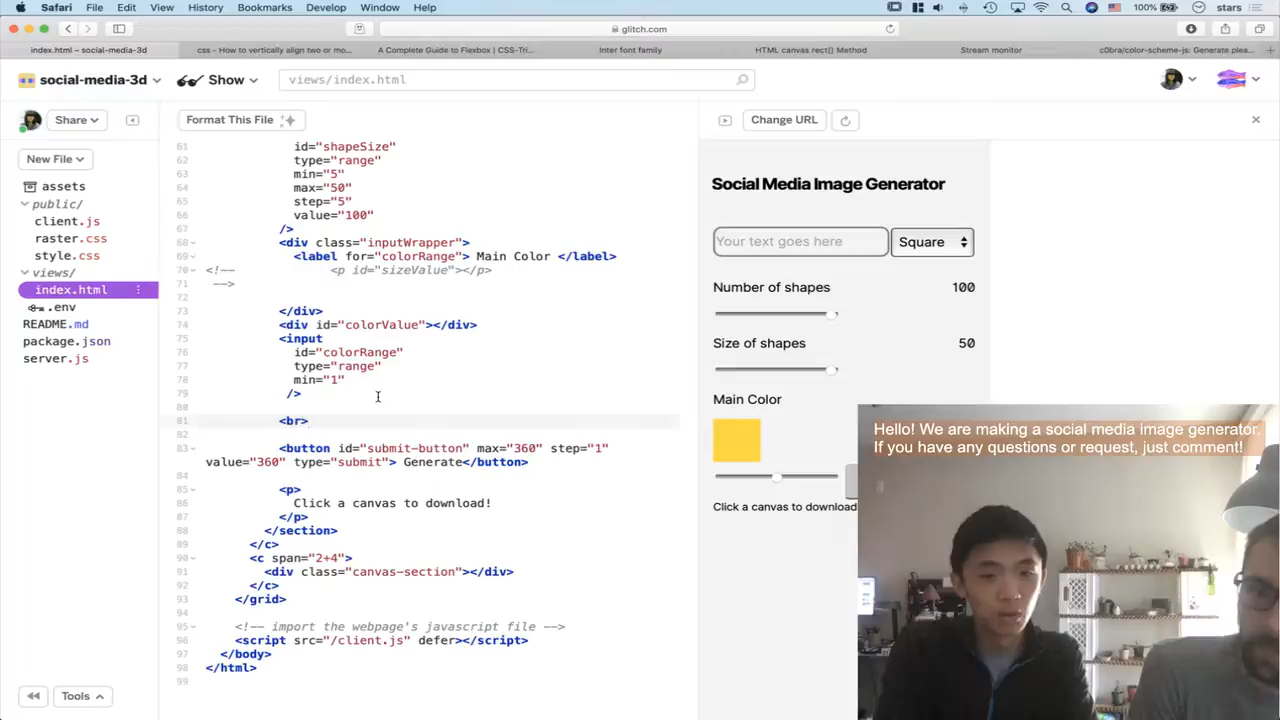 Safari File Edit View History Bookmarks Develop Window Help 100% stars
glitch.com
index.html – social-media-3d
css - How to vertically align two or mo...
A Complete Guide to Flexbox | CSS-Tri...
Inter font family
HTML canvas rect() Method
Stream monitor
c0bra/color-scheme-js: Generate plea...
social-media-3d Show views/index.html
Share Format This File Change URL
New File
assets
public/
client.js
raster.css
style.css
views/
index.html
.env
README.md
package.json
server.js
Tools
61 id="shapeSize"
62 type="range"
63 min="5"
64 max="50"
65 step="5"
66 value="100"
67 />
68 <div class="inputWrapper">
69 <label for="colorRange"> Main Color </label>
70 <!-- <p id="sizeValue"></p>
71 -->
72
73 </div>
74 <div id="colorValue"></div>
75 <input
76 id="colorRange"
77 type="range"
78 min="1"
79 />
80
81 <br>
82
83 <button id="submit-button" max="360" step="1"
value="360" type="submit"> Generate</button>
84
85 <p>
86 Click a canvas to download!
87 </p>
88 </section>
89 </c>
90 <c span="2+4">
91 <div class="canvas-section"></div>
92 </c>
93 </grid>
94
95 <!-- import the webpage's javascript file -->
96 <script src="/client.js" defer></script>
97 </body>
98 </html>
99
Social Media Image Generator
Your text goes here Square
Number of shapes 100
Size of shapes 50
Main Color
Click a canvas to download
Hello! We are making a social media image generator.
If you have any questions or request, just comment!